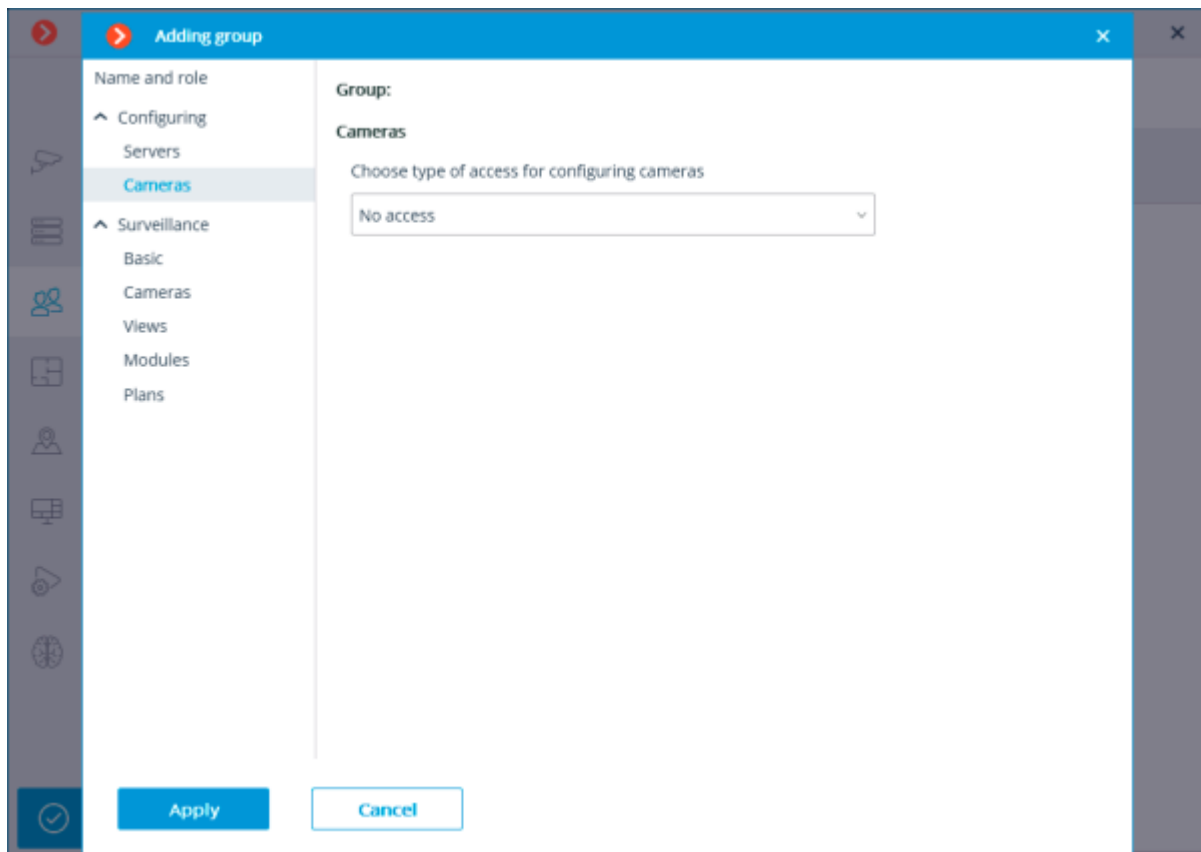 Adding group
Name and role
Configuring
Servers
Cameras
Surveillance
Basic
Cameras
Views
Modules
Plans
Group:
Cameras
Choose type of access for configuring cameras
No access
Apply
Cancel